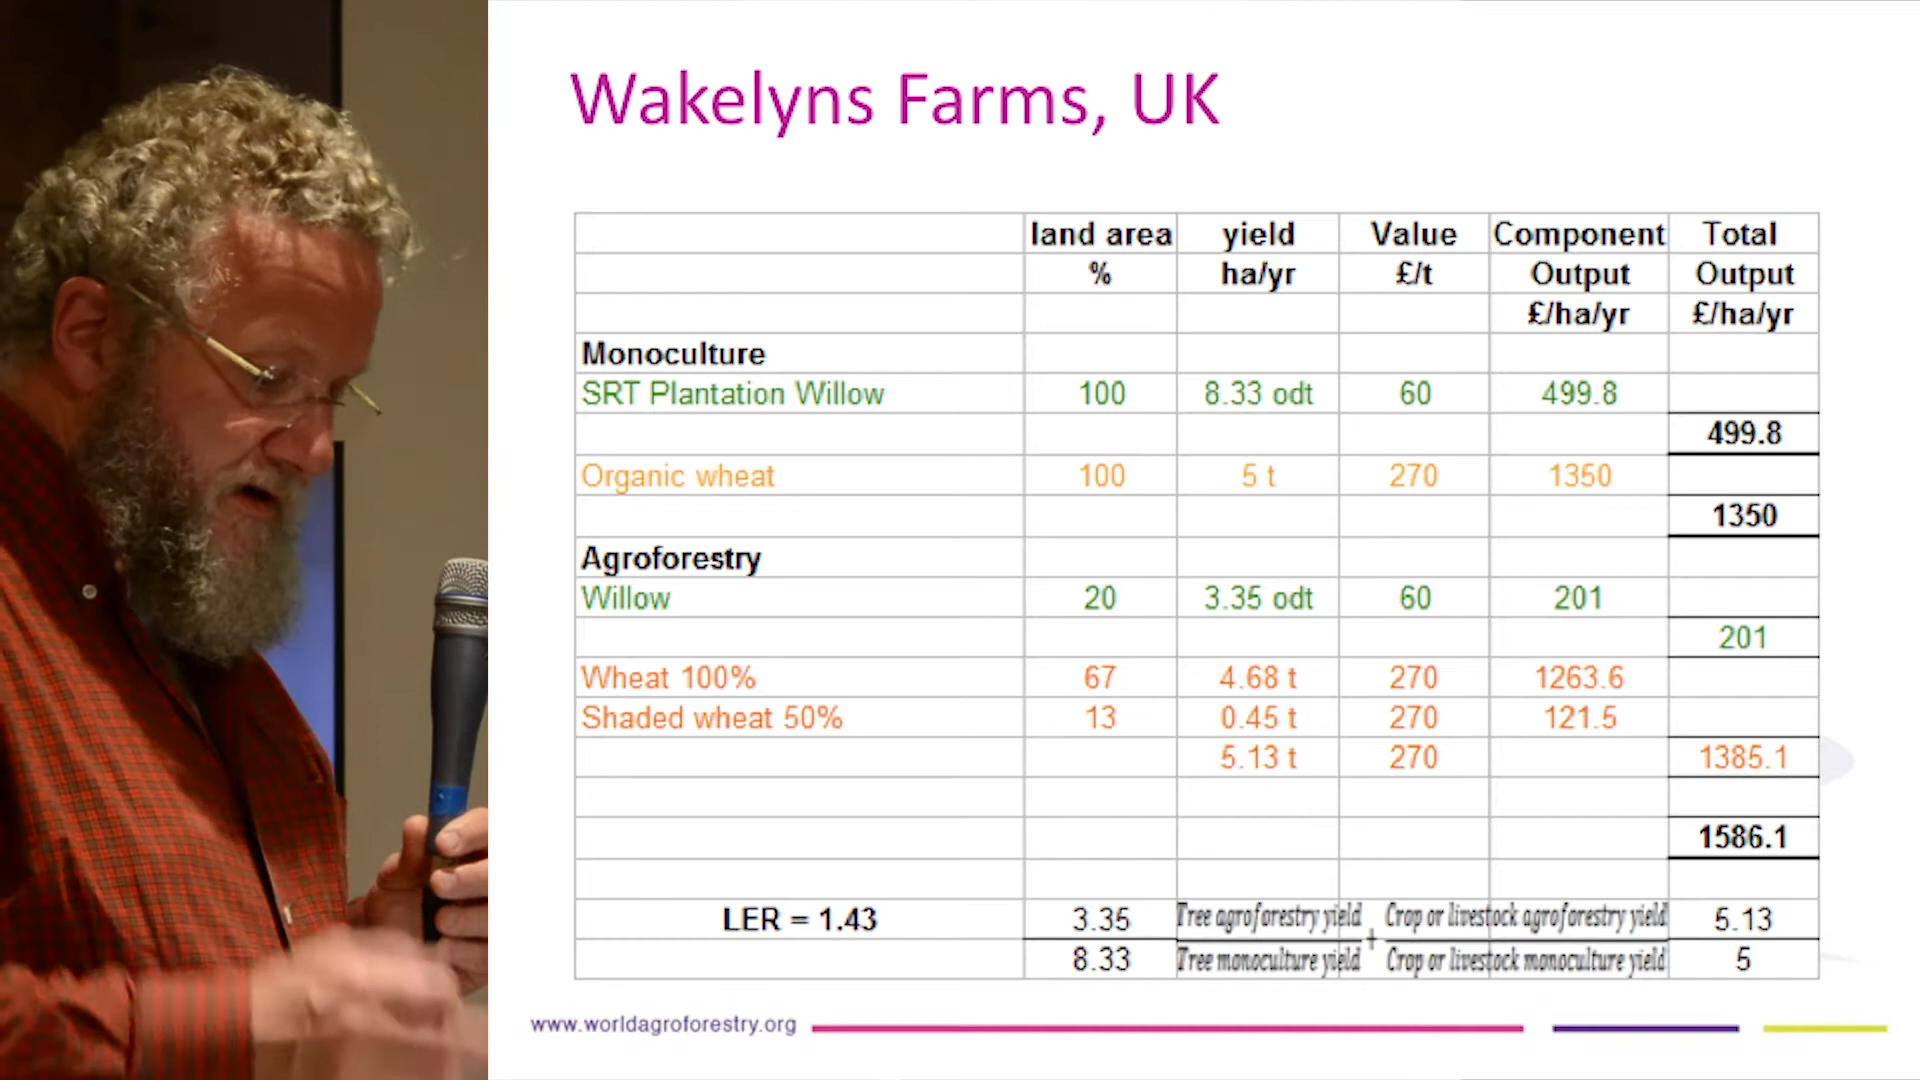 Wakelyns Farms, UK
land area yield Value Component Total
% ha/yr £/t Output Output
£/ha/yr £/ha/yr
Monoculture
SRT Plantation Willow 100 8.33 odt 60 499.8
499.8
Organic wheat 100 5 t 270 1350
1350
Agroforestry
Willow 20 3.35 odt 60 201
201
Wheat 100% 67 4.68 t 270 1263.6
Shaded wheat 50% 13 0.45 t 270 121.5
5.13 t 270 1385.1
1586.1
LER = 1.43 3.35 Tree agroforestry yield + Crop or livestock agroforestry yield 5.13
8.33 Tree monoculture yield Crop or livestock monoculture yield 5
www.worldagroforestry.org